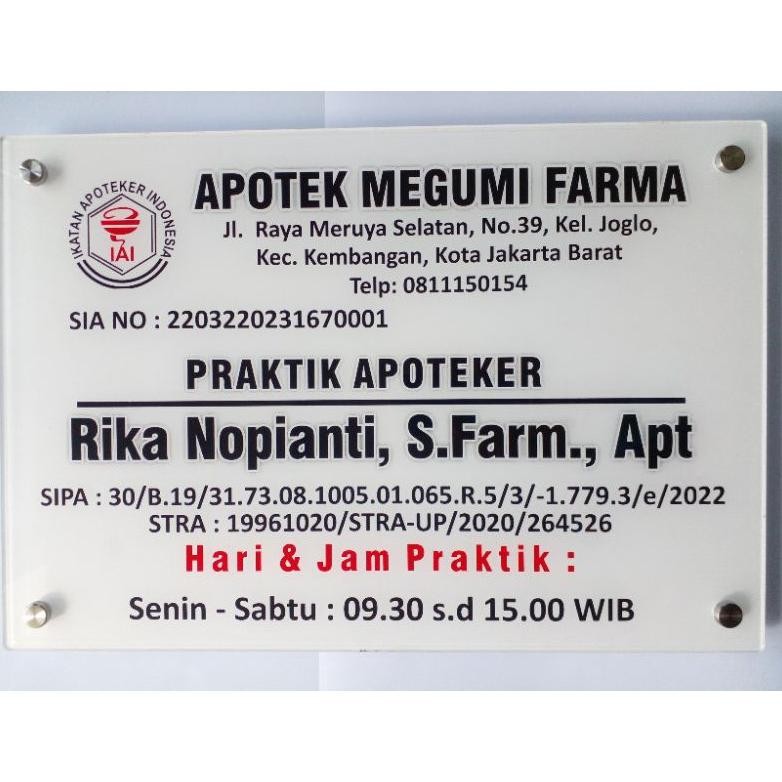 IKATAN APOTEKER INDONESIA
IAI
APOTEK MEGUMI FARMA
Jl. Raya Meruya Selatan, No.39, Kel. Joglo,
Kec. Kembangan, Kota Jakarta Barat
Telp: 0811150154
SIA NO : 2203220231670001
PRAKTIK APOTEKER
Rika Nopianti, S.Farm., Apt
SIPA : 30/B.19/31.73.08.1005.01.065.R.5/3/-1.779.3/e/2022
STRA : 19961020/STRA-UP/2020/264526
Hari & Jam Praktik :
Senin - Sabtu : 09.30 s.d 15.00 WIB